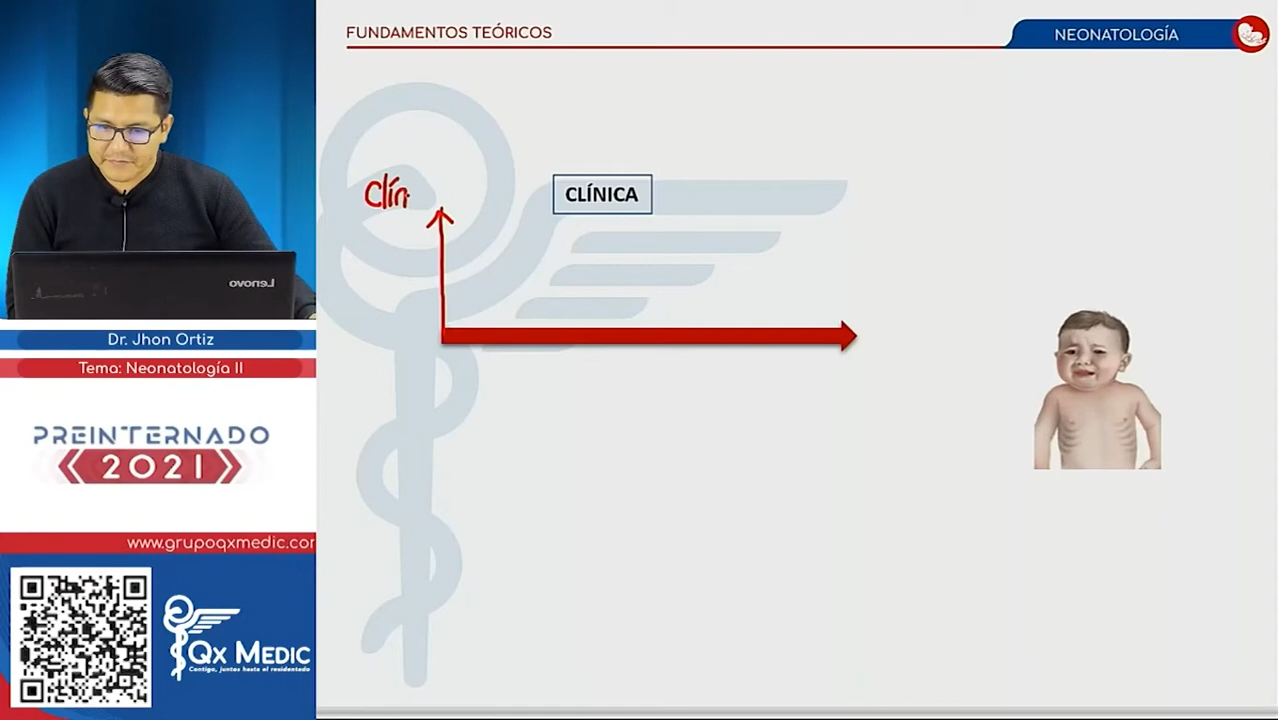 FUNDAMENTOS TEÓRICOS
NEONATOLOGÍA
Clín
CLÍNICA
Lenovo
Dr. Jhon Ortiz
Tema: Neonatología II
PREINTERNADO
2021
www.grupoqxmedic.com
Qx MEDIC
Contigo, juntos hasta el residentado